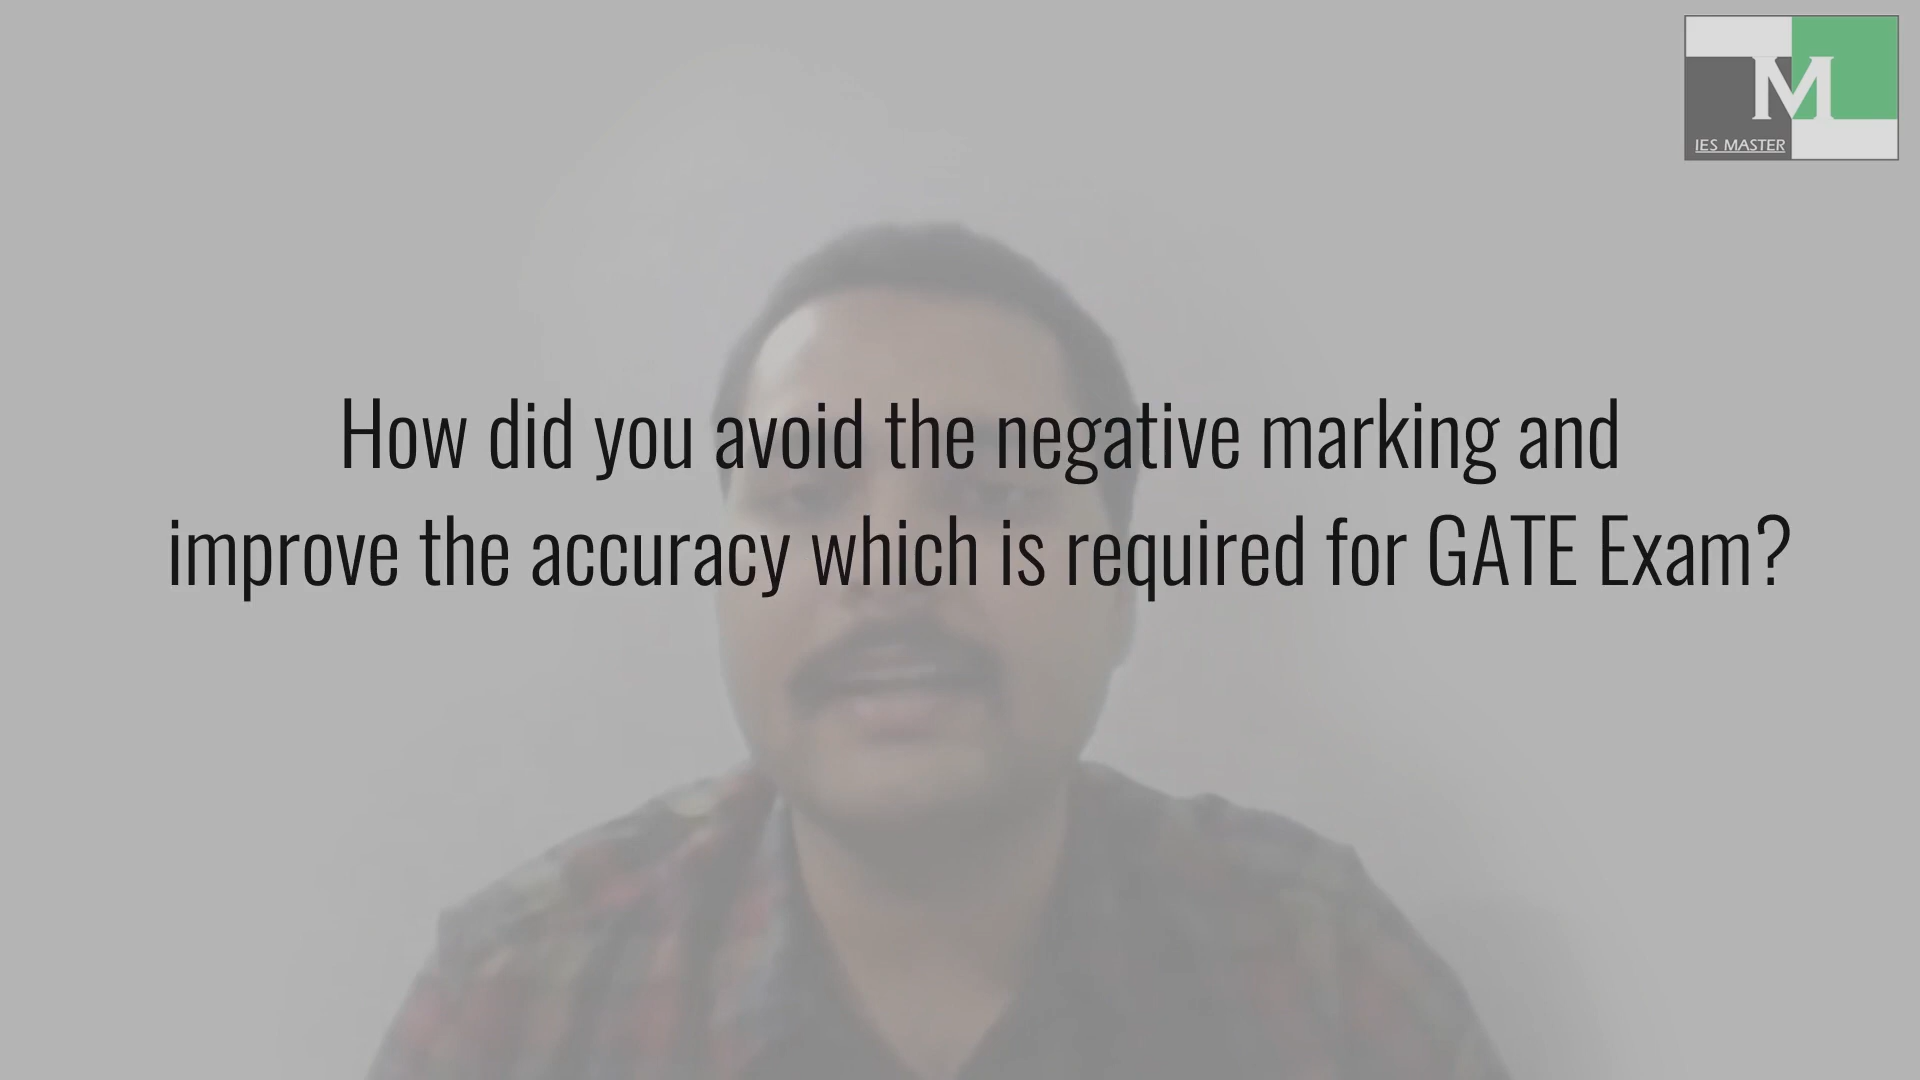 M
IES MASTER
How did you avoid the negative marking and
improve the accuracy which is required for GATE Exam?